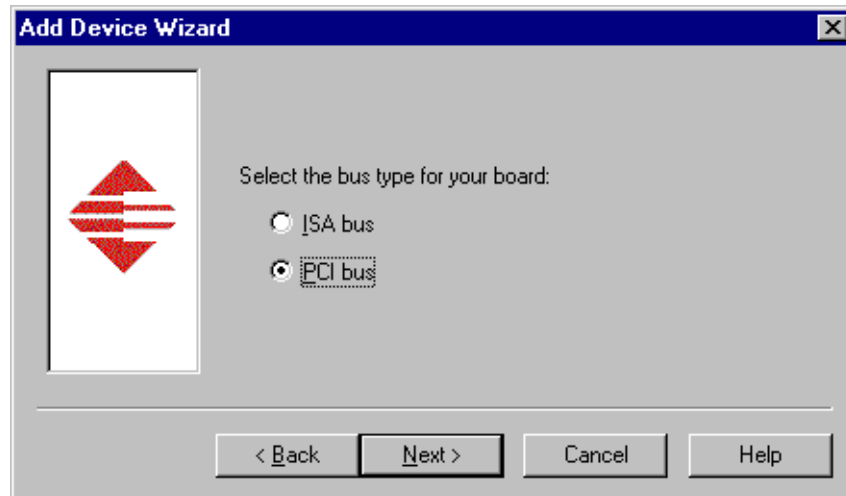 Add Device Wizard
Select the bus type for your board:
ISA bus
PCI bus
< Back Next > Cancel Help